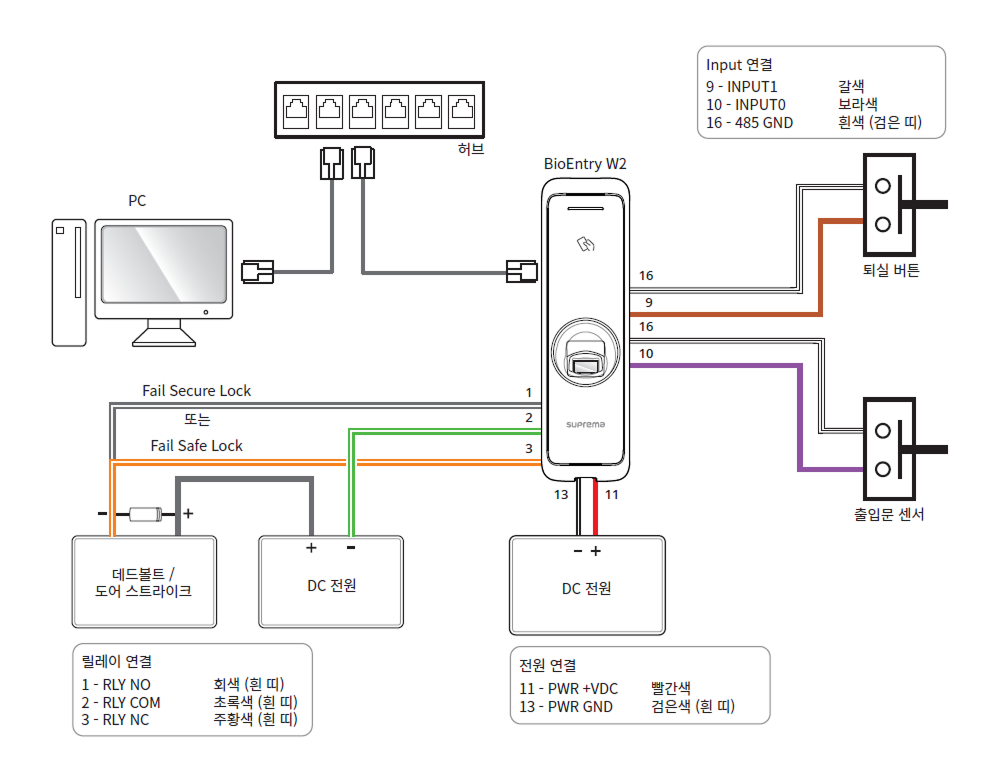 Input 연결
9 - INPUT1 갈색
10 - INPUT0 보라색
16 - 485 GND 흰색 (검은 띠)
허브
BioEntry W2
PC
퇴실 버튼
16
9
16
10
Fail Secure Lock
1
또는
2
Fail Safe Lock
3
suprema
13
11
출입문 센서
- +
+ -
- +
데드볼트 /
도어 스트라이크
DC 전원
DC 전원
릴레이 연결
1 - RLY NO 회색 (흰 띠)
2 - RLY COM 초록색 (흰 띠)
3 - RLY NC 주황색 (흰 띠)
전원 연결
11 - PWR +VDC 빨간색
13 - PWR GND 검은색 (흰 띠)